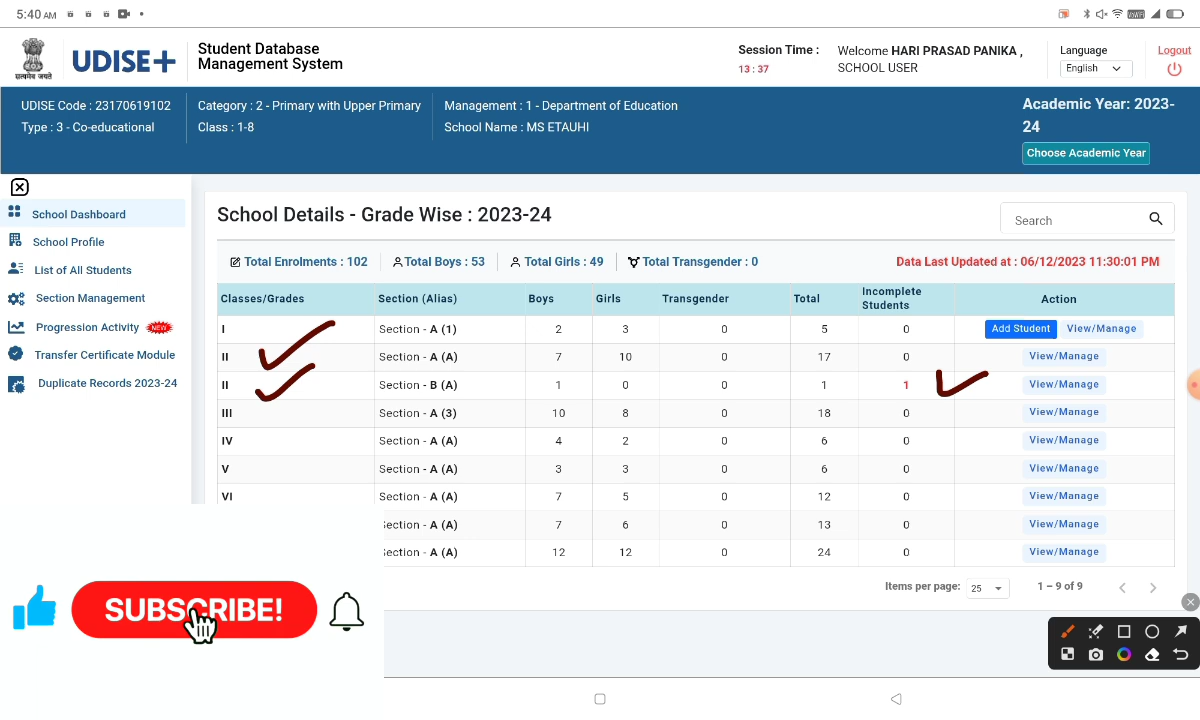 5:40 AM
सत्यमेव जयते
UDISE+
Student Database
Management System
Session Time :
13 : 37
Welcome HARI PRASAD PANIKA ,
SCHOOL USER
Language
English
Logout
UDISE Code : 23170619102
Type : 3 - Co-educational
Category : 2 - Primary with Upper Primary
Class : 1-8
Management : 1 - Department of Education
School Name : MS ETAUHI
Academic Year: 2023-
24
Choose Academic Year
School Dashboard
School Profile
List of All Students
Section Management
Progression Activity NEW
Transfer Certificate Module
Duplicate Records 2023-24
School Details - Grade Wise : 2023-24
Search
Total Enrolments : 102 Total Boys : 53 Total Girls : 49 Total Transgender : 0 Data Last Updated at : 06/12/2023 11:30:01 PM
Classes/Grades Section (Alias) Boys Girls Transgender Total Incomplete Students Action
I Section - A (1) 2 3 0 5 0 Add Student View/Manage
II Section - A (A) 7 10 0 17 0 View/Manage
II Section - B (A) 1 0 0 1 1 View/Manage
III Section - A (3) 10 8 0 18 0 View/Manage
IV Section - A (A) 4 2 0 6 0 View/Manage
V Section - A (A) 3 3 0 6 0 View/Manage
VI Section - A (A) 7 5 0 12 0 View/Manage
Section - A (A) 7 6 0 13 0 View/Manage
Section - A (A) 12 12 0 24 0 View/Manage
Items per page: 25 1 – 9 of 9
SUBSCRIBE!